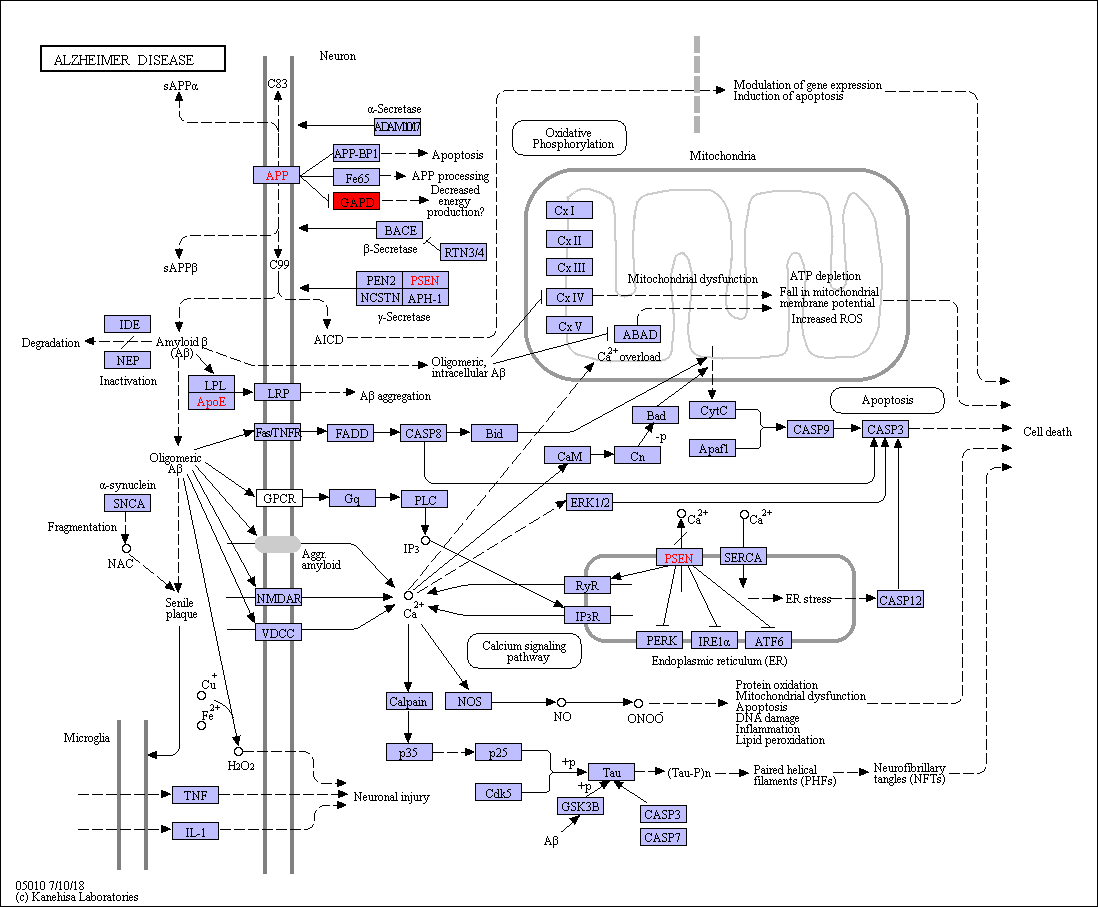 ALZHEIMER DISEASE
Neuron
sAPPα
C83
Modulation of gene expression
Induction of apoptosis
α-Secretase
Oxidative
Phosphorylation
APP-BP1
Apoptosis
Mitochondria
APP
Fe65
APP processing
GAPD
Decreased
energy
production?
Cx I
BACE
β-Secretase
RTN3/4
Cx II
sAPPβ
C99
Cx III
PEN2
PSEN
NCSTN
APH-1
γ-Secretase
Mitochondrial dysfunction
ATP depletion
Cx IV
Fall in mitochondrial
membrane potential
Increased ROS
IDE
Cx V
ABAD
Degradation
Amyloid β
(Aβ)
AICD
NEP
Inactivation
Oligomeric,
intracellular Aβ
Ca2+ overload
LPL
ApoE
LRP
Aβ aggregation
Bad
CytC
Apoptosis
-p
Fas/TNFR
FADD
CASP8
Bid
CASP9
CASP3
Cell death
Oligomeric
Aβ
CaM
Cn
Apaf1
α-synuclein
SNCA
GPCR
Gq
PLC
ERK1/2
Fragmentation
Ca2+
Ca2+
IP3
NAC
Aggr.
amyloid
PSEN
SERCA
RyR
Senile
plaque
NMDAR
Ca2+
ER stress
CASP12
IP3R
VDCC
Calcium signaling
pathway
PERK
IRE1α
ATF6
Endoplasmic reticulum (ER)
Cu+
Fe2+
Calpain
NOS
NO
ONOO-
Protein oxidation
Mitochondrial dysfunction
Apoptosis
DNA damage
Inflammation
Lipid peroxidation
Microglia
H2O2
p35
p25
+p
Tau
(Tau-P)n
Paired helical
filaments (PHFs)
Neurofibrillary
tangles (NFTs)
TNF
Neuronal injury
Cdk5
+p
GSK3B
CASP3
IL-1
Aβ
CASP7
05010 7/10/18
(c) Kanehisa Laboratories